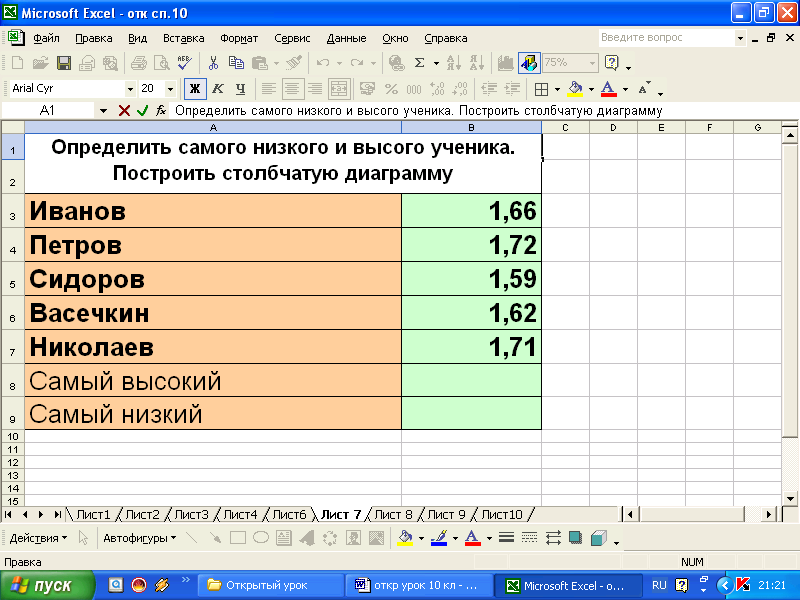 Microsoft Excel - отк сп.10
Файл Правка Вид Вставка Формат Сервис Данные Окно Справка
Введите вопрос
Σ
75%
Arial Cyr
20
Ж К Ч
%
000
A1
fx
Определить самого низкого и высого ученика. Построить столбчатую диаграмму
A B C D E F G
1 Определить самого низкого и высого ученика.
2 Построить столбчатую диаграмму
3 Иванов 1,66
4 Петров 1,72
5 Сидоров 1,59
6 Васечкин 1,62
7 Николаев 1,71
8 Самый высокий
9 Самый низкий
10
11
12
13
14
15
Лист1 Лист2 Лист3 Лист4 Лист6 Лист 7 Лист 8 Лист 9 Лист10
Действия Автофигуры
Правка
NUM
пуск
Открытый урок
откр урок 10 кл - ...
Microsoft Excel - о...
RU
21:21